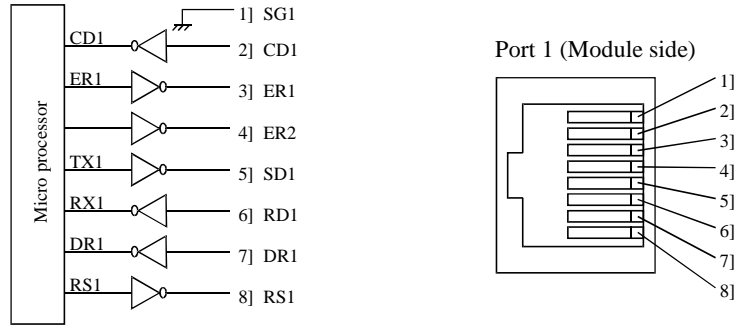 1] SG1
CD1 2] CD1
ER1 3] ER1
4] ER2
TX1 5] SD1
RX1 6] RD1
DR1 7] DR1
RS1 8] RS1
Micro processor
Port 1 (Module side)
1]
2]
3]
4]
5]
6]
7]
8]